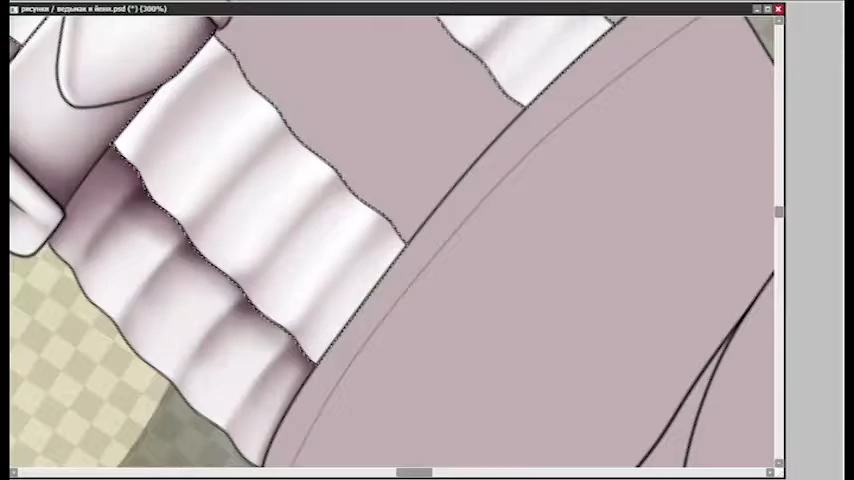 рисунки / ведьмак и йенн.psd (*) (300%)